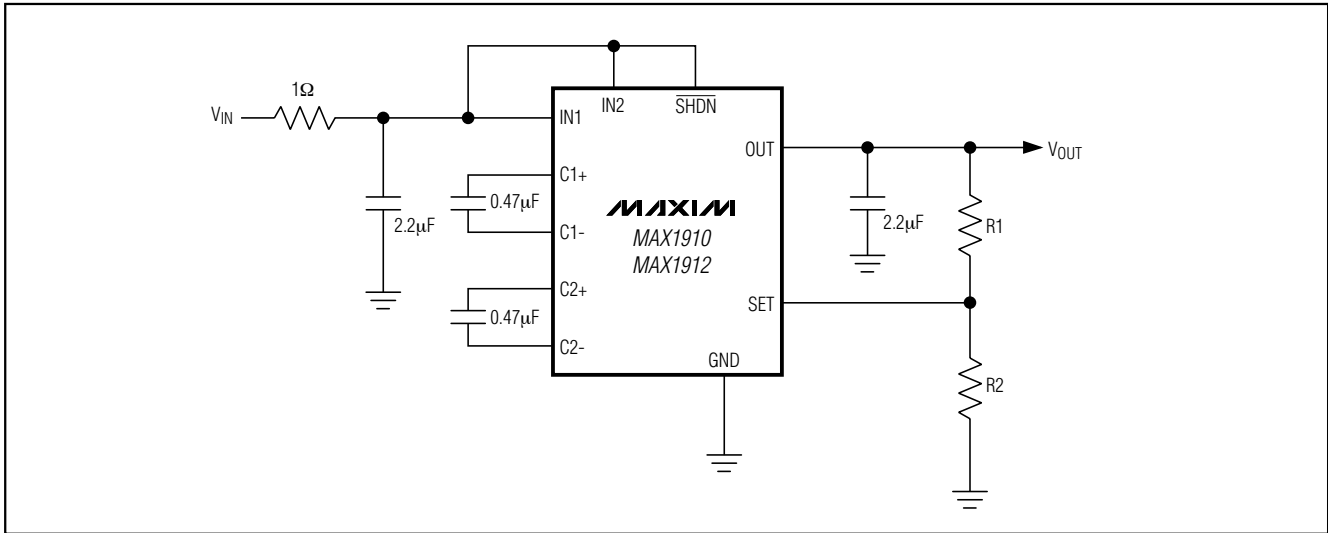 1Ω
V_IN
IN2
S̅H̅D̅N̅
IN1
OUT
V_OUT
C1+
0.47μF
C1-
2.2μF
MAXIM
MAX1910
MAX1912
2.2μF
R1
C2+
0.47μF
C2-
SET
GND
R2